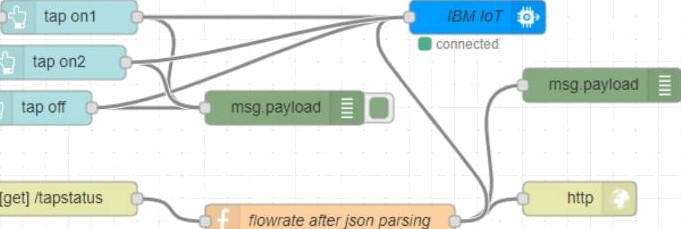 tap on1
IBM IoT
connected
tap on2
msg.payload
tap off
msg.payload
[get] /tapstatus
http
f
flowrate after json parsing